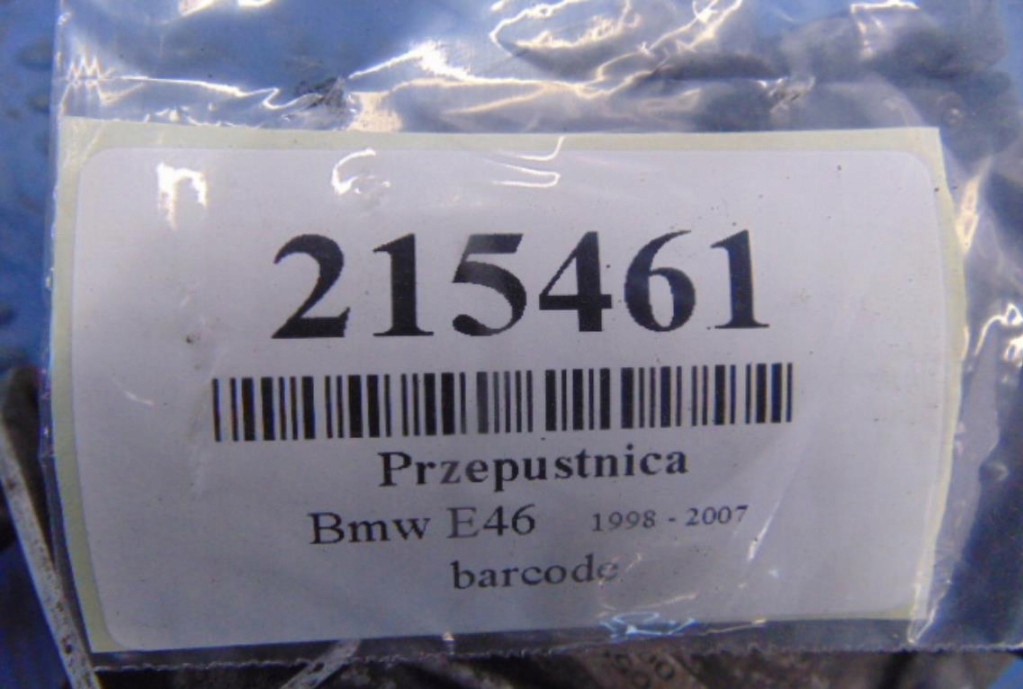 215461
Przepustnica
Bmw E46 1998 - 2007
barcode